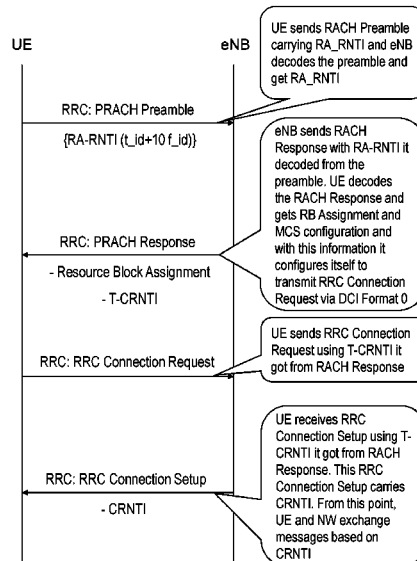 UE
eNB
UE sends RACH Preamble
carrying RA_RNTI and eNB
decodes the preamble and
get RA_RNTI
RRC: PRACH Preamble
{RA-RNTI (t_id+10 f_id)}
eNB sends RACH
Response with RA-RNTI it
decoded from the
preamble. UE decodes
the RACH Response and
gets RB Assignment and
MCS configuration and
with this information it
configures itself to
transmit RRC Connection
Request via DCI Format 0
RRC: PRACH Response
- Resource Block Assignment
- T-CRNTI
UE sends RRC Connection
Request using T-CRNTI it
got from RACH Response
RRC: RRC Connection Request
UE receives RRC
Connection Setup using T-
CRNTI it got from RACH
Response. This RRC
Connection Setup carries
CRNTI. From this point,
UE and NW exchange
messages based on
CRNTI
RRC: RRC Connection Setup
- CRNTI